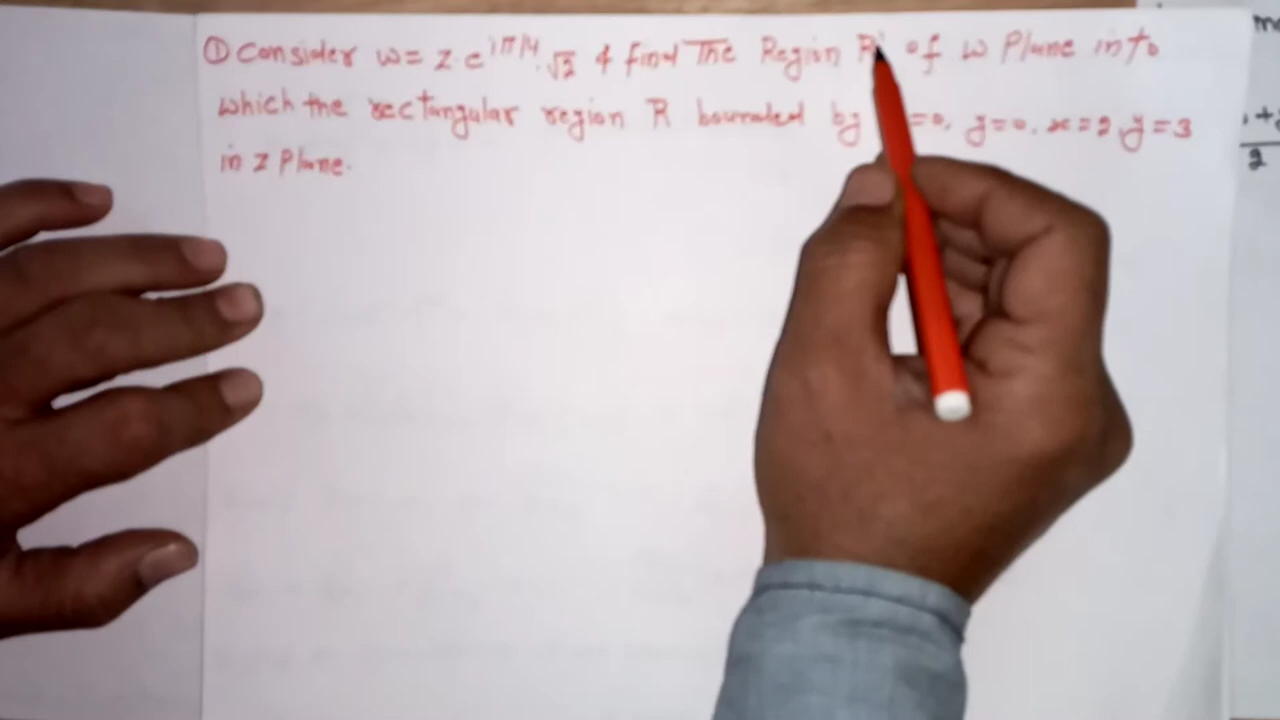 ① Consider w = z·e^iπ/4·√2 & find The Region R' of w Plane into
which the rectangular region R bounded by =0, y=0, x=2, y=3
in z Plane.
2